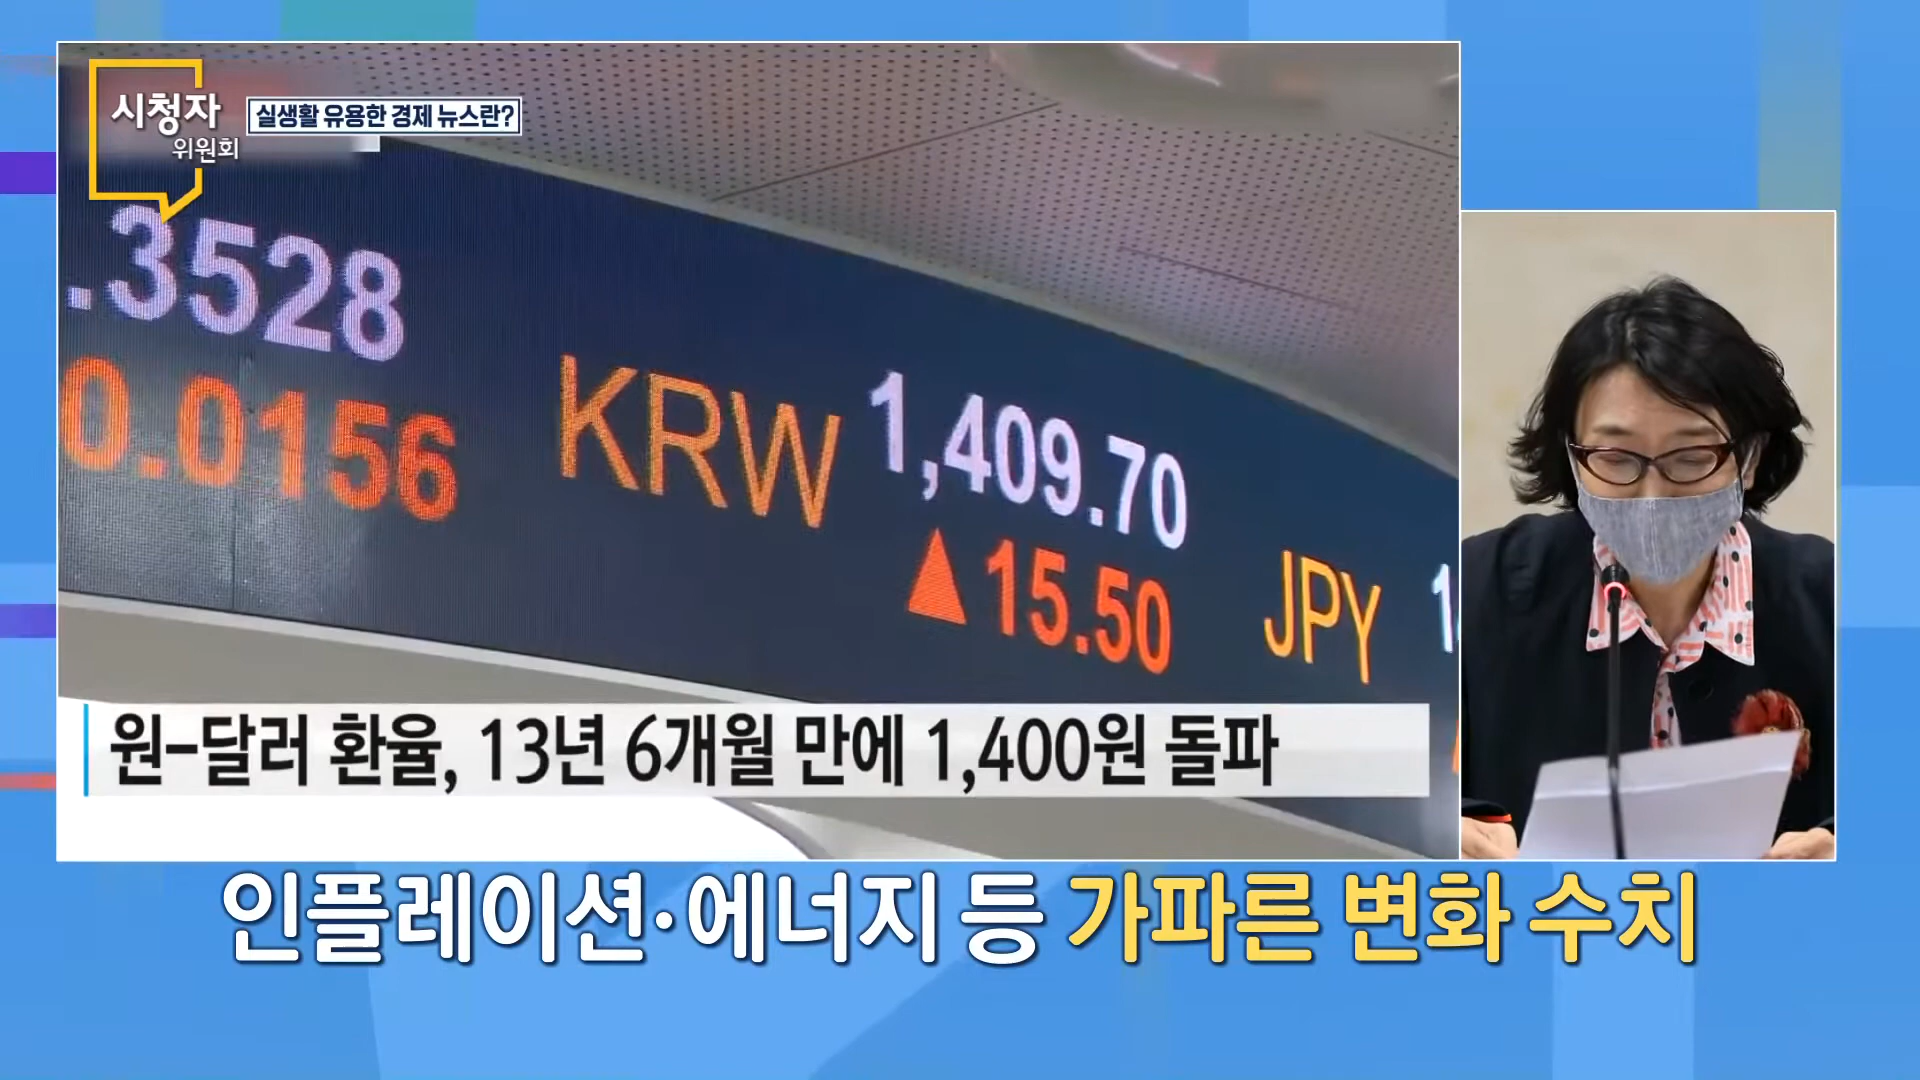 시청자
위원회
실생활 유용한 경제 뉴스란?
.3528
0.0156
KRW
1,409.70
▲15.50
JPY
원-달러 환율, 13년 6개월 만에 1,400원 돌파
인플레이션·에너지 등 가파른 변화 수치